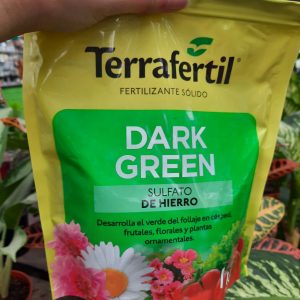 Terrafertil
FERTILIZANTE SÓLIDO
DARK
GREEN
SULFATO
DE HIERRO
Desarrolla el verde del follaje en césped,
frutales, florales y plantas
ornamentales.